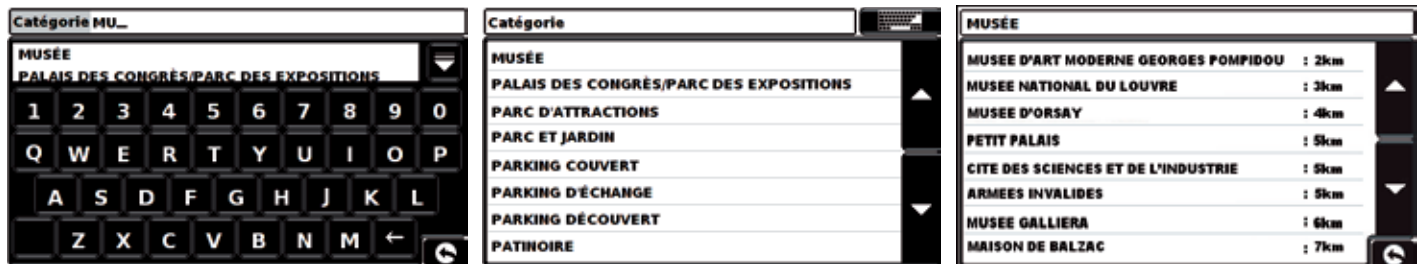 Catégorie MU_
MUSÉE
PALAIS DES CONGRÈS/PARC DES EXPOSITIONS
1 2 3 4 5 6 7 8 9 0
Q W E R T Y U I O P
A S D F G H J K L
Z X C V B N M ←
Catégorie
MUSÉE
PALAIS DES CONGRÈS/PARC DES EXPOSITIONS
PARC D'ATTRACTIONS
PARC ET JARDIN
PARKING COUVERT
PARKING D'ÉCHANGE
PARKING DÉCOUVERT
PATINOIRE
MUSÉE
MUSEE D'ART MODERNE GEORGES POMPIDOU : 2km
MUSEE NATIONAL DU LOUVRE : 3km
MUSEE D'ORSAY : 4km
PETIT PALAIS : 5km
CITE DES SCIENCES ET DE L'INDUSTRIE : 5km
ARMEES INVALIDES : 5km
MUSEE GALLIERA : 6km
MAISON DE BALZAC : 7km